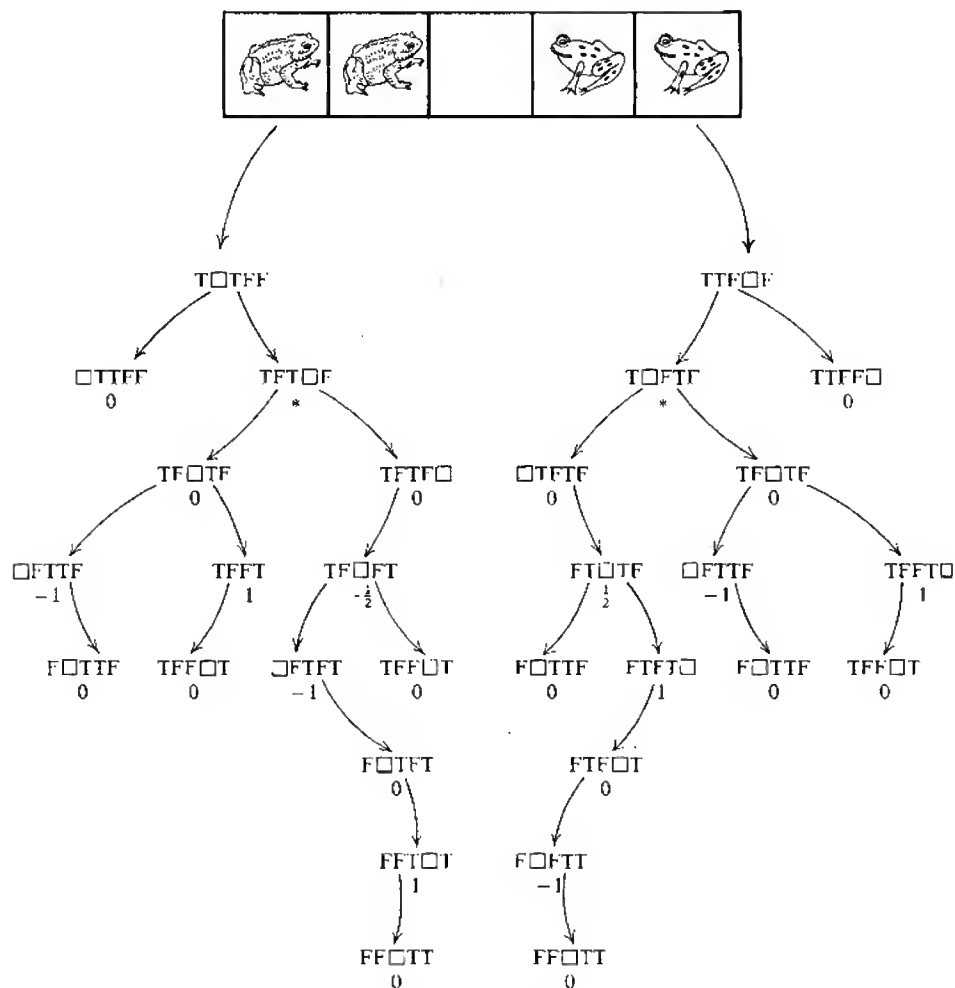 T□TFF TTF□F
□TTFF TFT□F T□FTF TTFF□
0 * * 0
TF□TF TFTF□ □TFTF TF□TF
0 0 0 0
□FTTF TFFT TF□FT FT□TF □FTTF TFFT□
−1 1 -½ ½ −1 1
F□TTF TFF□T □FTFT TFF□T F□TTF FTFT□ F□TTF TFF□T
0 0 −1 0 0 1 0 0
F□TFT FTF□T
0 0
FFT□T F□FTT
1 −1
FF□TT FF□TT
0 0